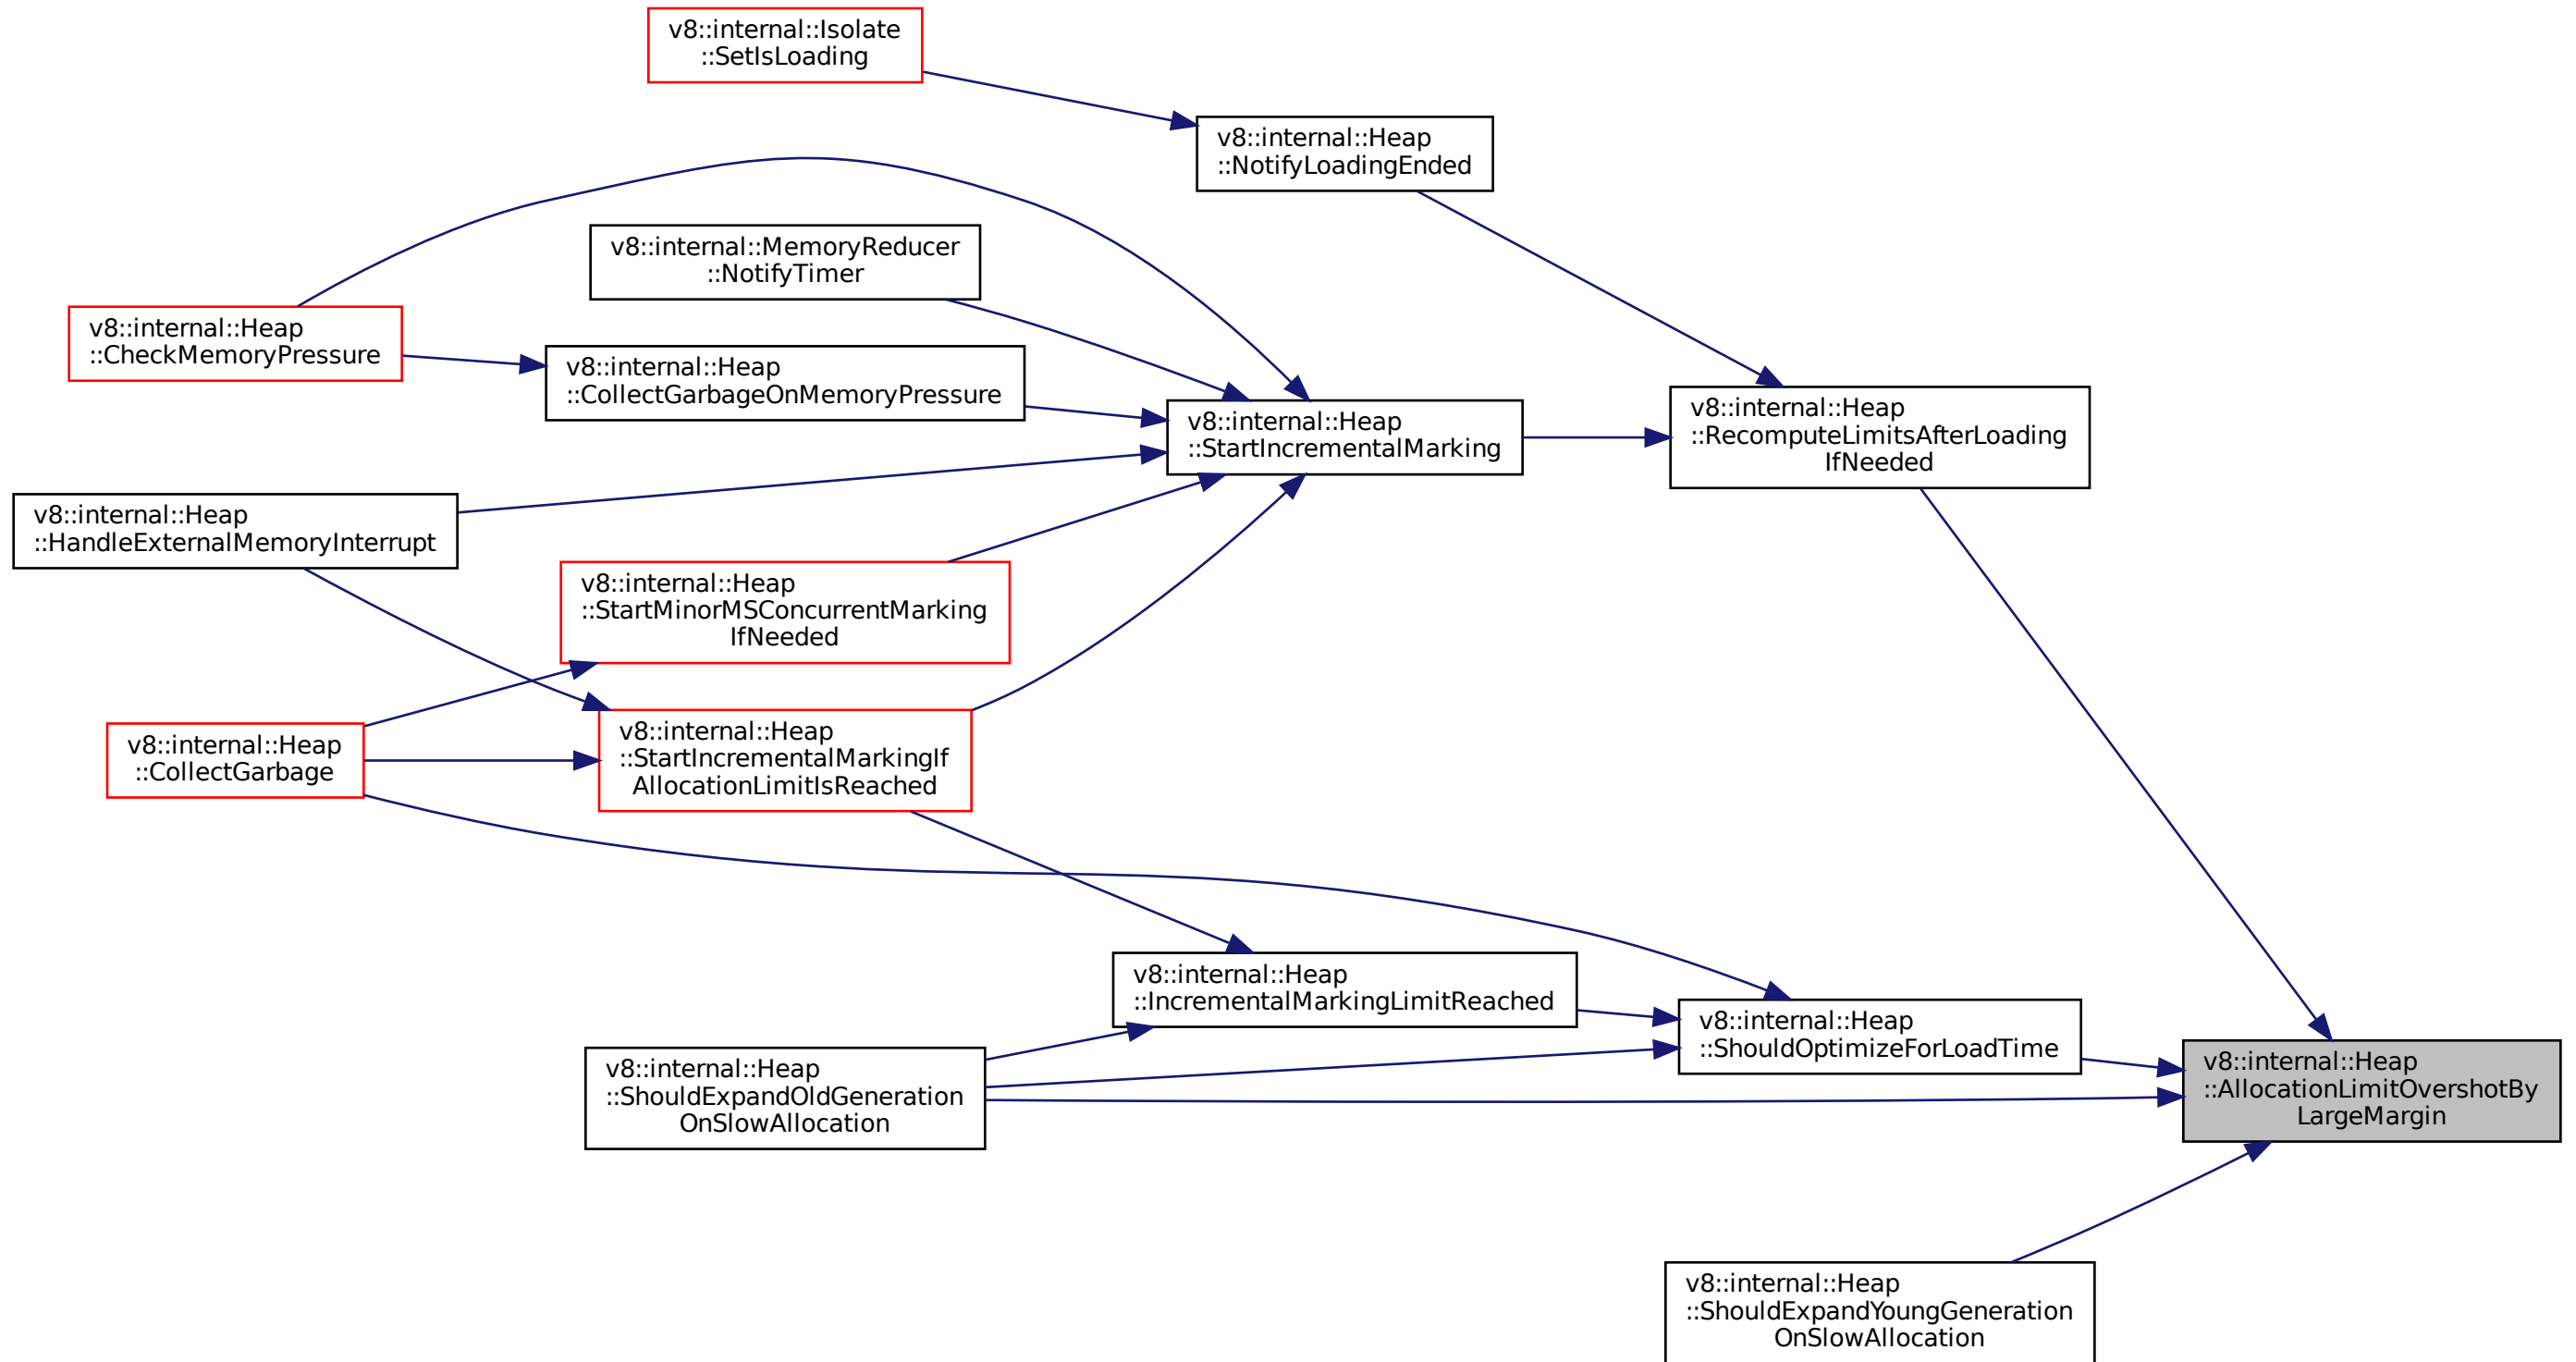 v8::internal::Isolate
::SetIsLoading
v8::internal::Heap
::NotifyLoadingEnded
v8::internal::MemoryReducer
::NotifyTimer
v8::internal::Heap
::CheckMemoryPressure
v8::internal::Heap
::CollectGarbageOnMemoryPressure
v8::internal::Heap
::StartIncrementalMarking
v8::internal::Heap
::RecomputeLimitsAfterLoading
IfNeeded
v8::internal::Heap
::HandleExternalMemoryInterrupt
v8::internal::Heap
::StartMinorMSConcurrentMarking
IfNeeded
v8::internal::Heap
::CollectGarbage
v8::internal::Heap
::StartIncrementalMarkingIf
AllocationLimitIsReached
v8::internal::Heap
::IncrementalMarkingLimitReached
v8::internal::Heap
::ShouldOptimizeForLoadTime
v8::internal::Heap
::ShouldExpandOldGeneration
OnSlowAllocation
v8::internal::Heap
::AllocationLimitOvershotBy
LargeMargin
v8::internal::Heap
::ShouldExpandYoungGeneration
OnSlowAllocation